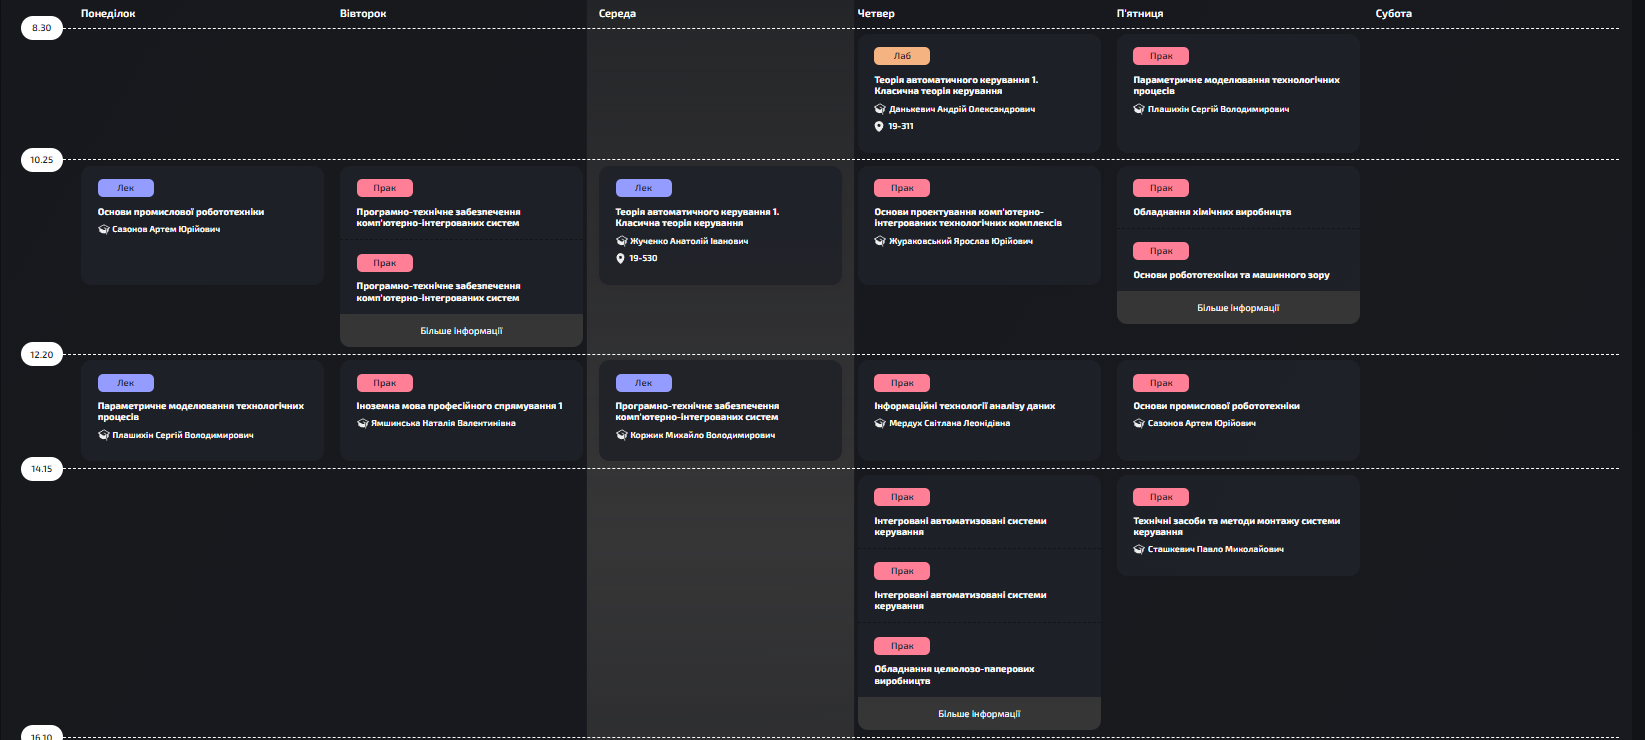 Понеділок
Вівторок
Середа
Четвер
П'ятниця
Субота
8.30
Лаб
Теорія автоматичного керування 1.
Класична теорія керування
Данькевич Андрій Олександрович
19-311
Прак
Параметричне моделювання технологічних
процесів
Плашихін Сергій Володимирович
10.25
Лек
Основи промислової робототехніки
Сазонов Артем Юрійович
Прак
Програмно-технічне забезпечення
комп'ютерно-інтегрованих систем
Прак
Програмно-технічне забезпечення
комп'ютерно-інтегрованих систем
Більше інформації
Лек
Теорія автоматичного керування 1.
Класична теорія керування
Жученко Анатолій Іванович
19-530
Прак
Основи проектування комп'ютерно-
інтегрованих технологічних комплексів
Жураковський Ярослав Юрійович
Прак
Обладнання хімічних виробництв
Прак
Основи робототехніки та машинного зору
Більше інформації
12.20
Лек
Параметричне моделювання технологічних
процесів
Плашихін Сергій Володимирович
Прак
Іноземна мова професійного спрямування 1
Ямшинська Наталія Валентинівна
Лек
Програмно-технічне забезпечення
комп'ютерно-інтегрованих систем
Коржик Михайло Володимирович
Прак
Інформаційні технології аналізу даних
Мердух Світлана Леонідівна
Прак
Основи промислової робототехніки
Сазонов Артем Юрійович
14.15
Прак
Інтегровані автоматизовані системи
керування
Прак
Інтегровані автоматизовані системи
керування
Прак
Обладнання целюлозо-паперових
виробництв
Більше інформації
Прак
Технічні засоби та методи монтажу системи
керування
Сташкевич Павло Миколайович
16.10